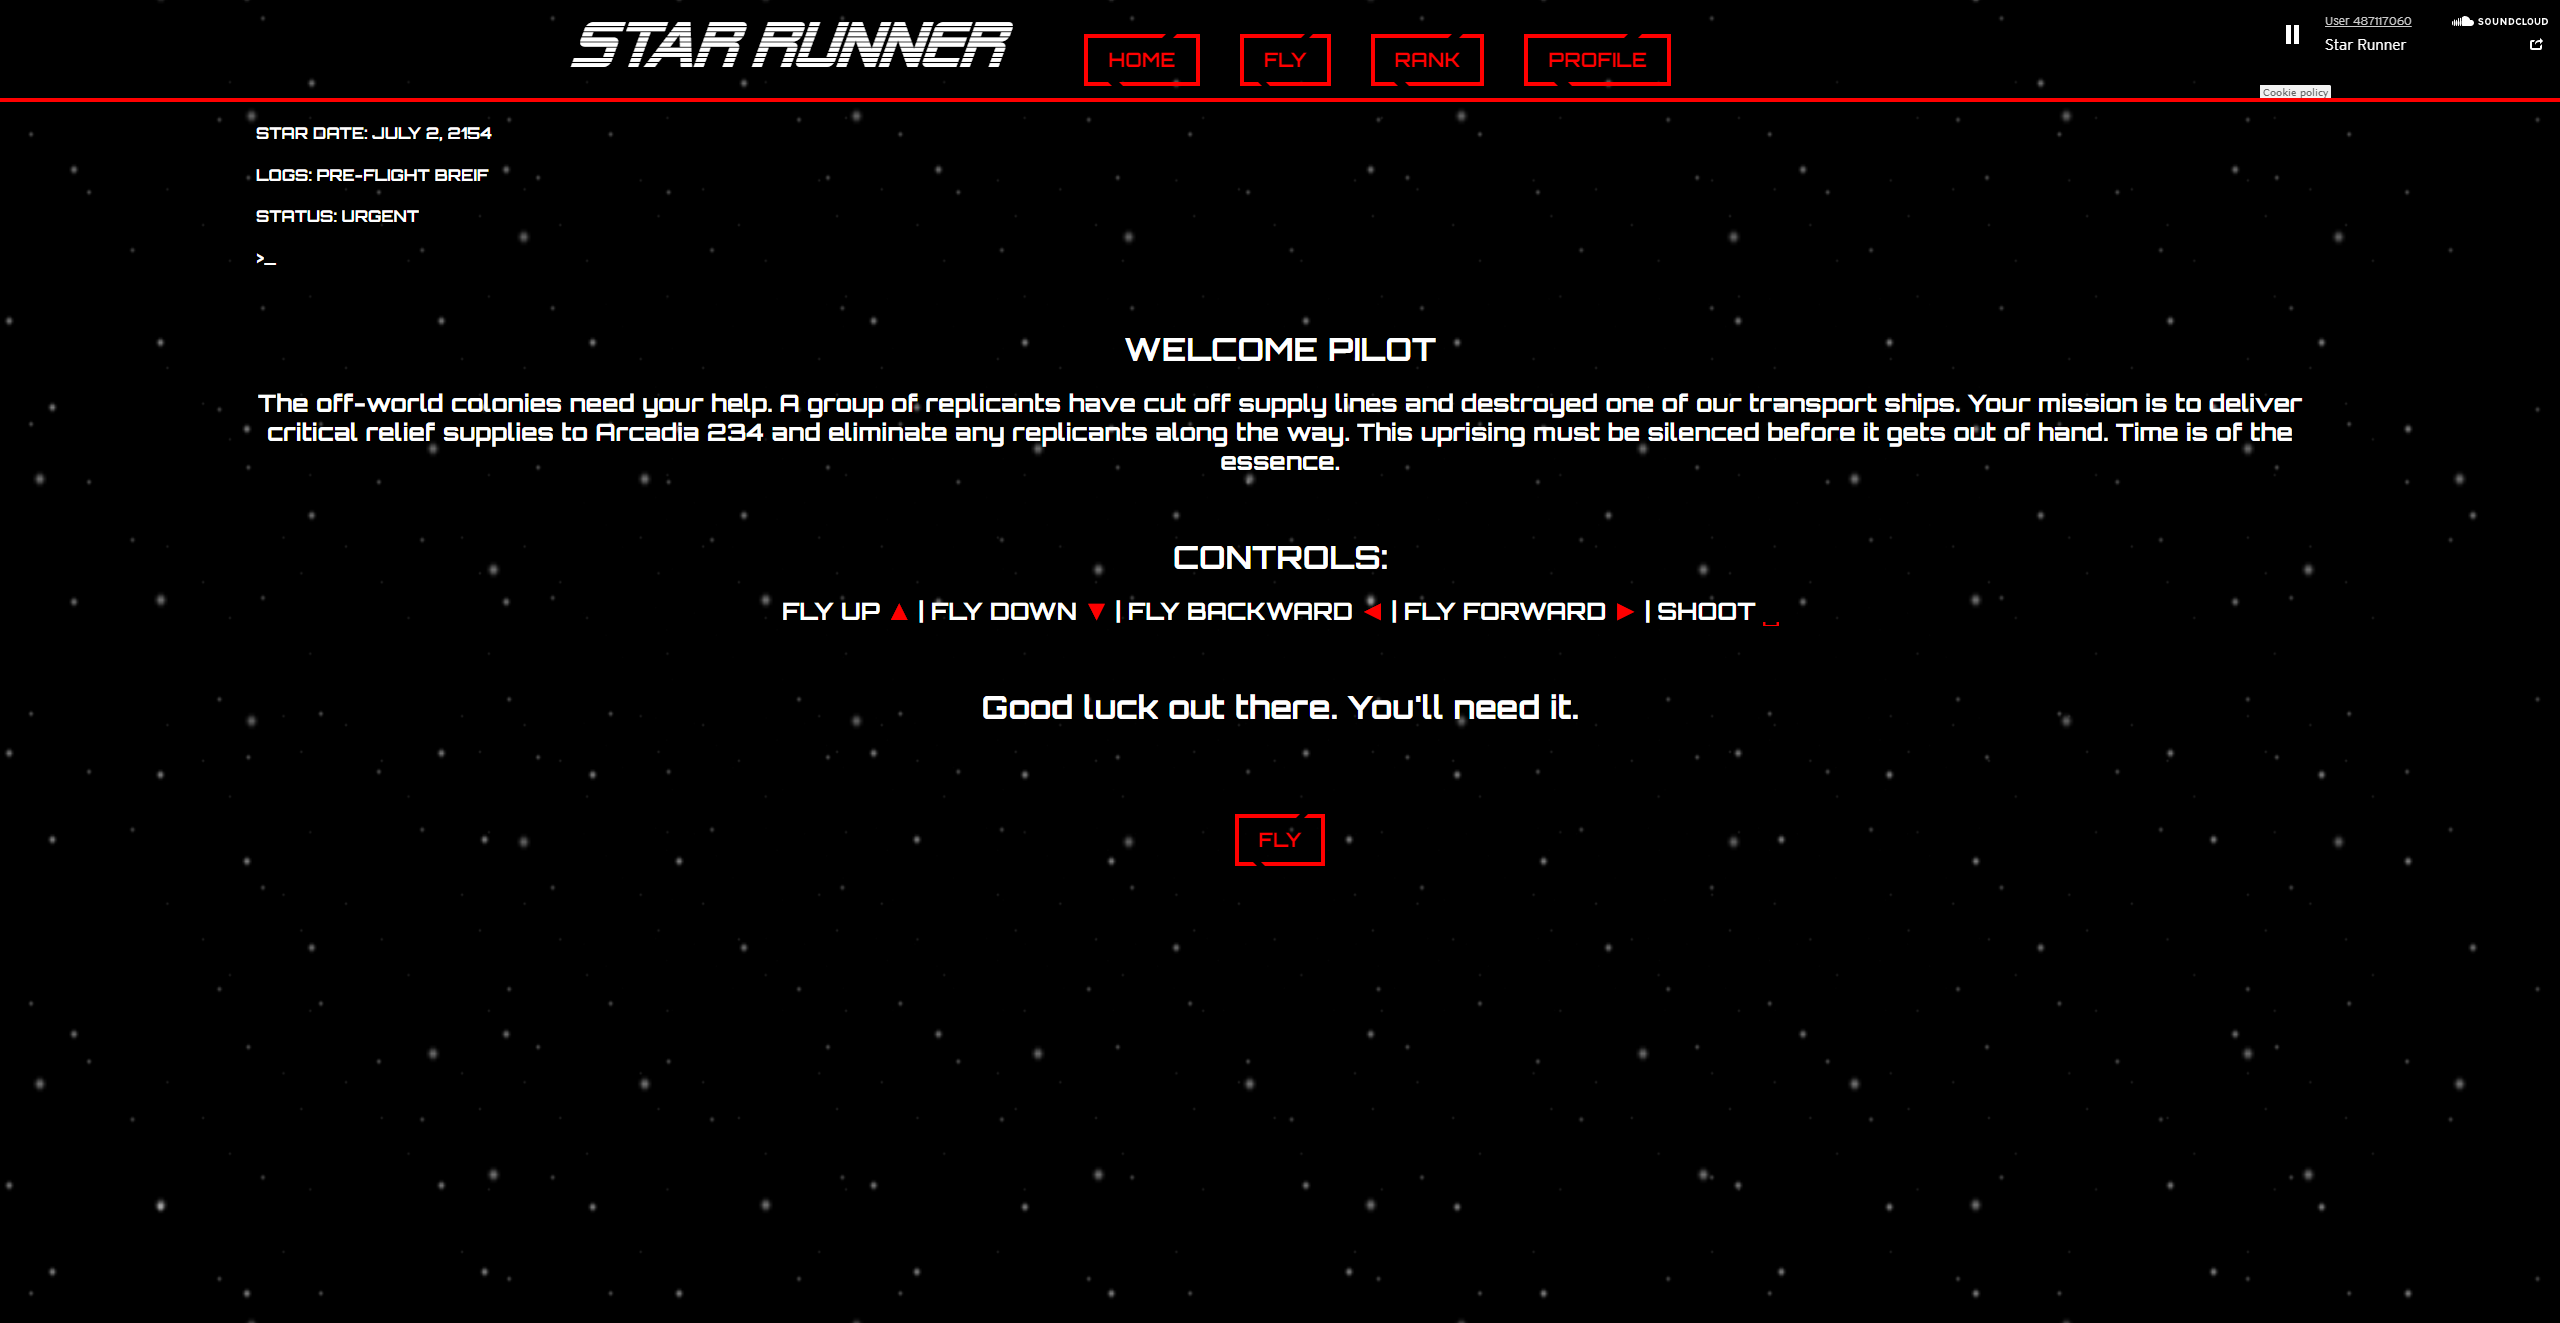 STAR RUNNER
HOME
FLY
RANK
PROFILE
User 487117060
SOUNDCLOUD
Star Runner
Cookie policy
STAR DATE: JULY 2, 2154
LOGS: PRE-FLIGHT BREIF
STATUS: URGENT
>_
WELCOME PILOT
The off-world colonies need your help. A group of replicants have cut off supply lines and destroyed one of our transport ships. Your mission is to deliver
critical relief supplies to Arcadia 234 and eliminate any replicants along the way. This uprising must be silenced before it gets out of hand. Time is of the
essence.
CONTROLS:
FLY UP ▲ | FLY DOWN ▼ | FLY BACKWARD ◄ | FLY FORWARD ► | SHOOT ⎵
Good luck out there. You'll need it.
FLY